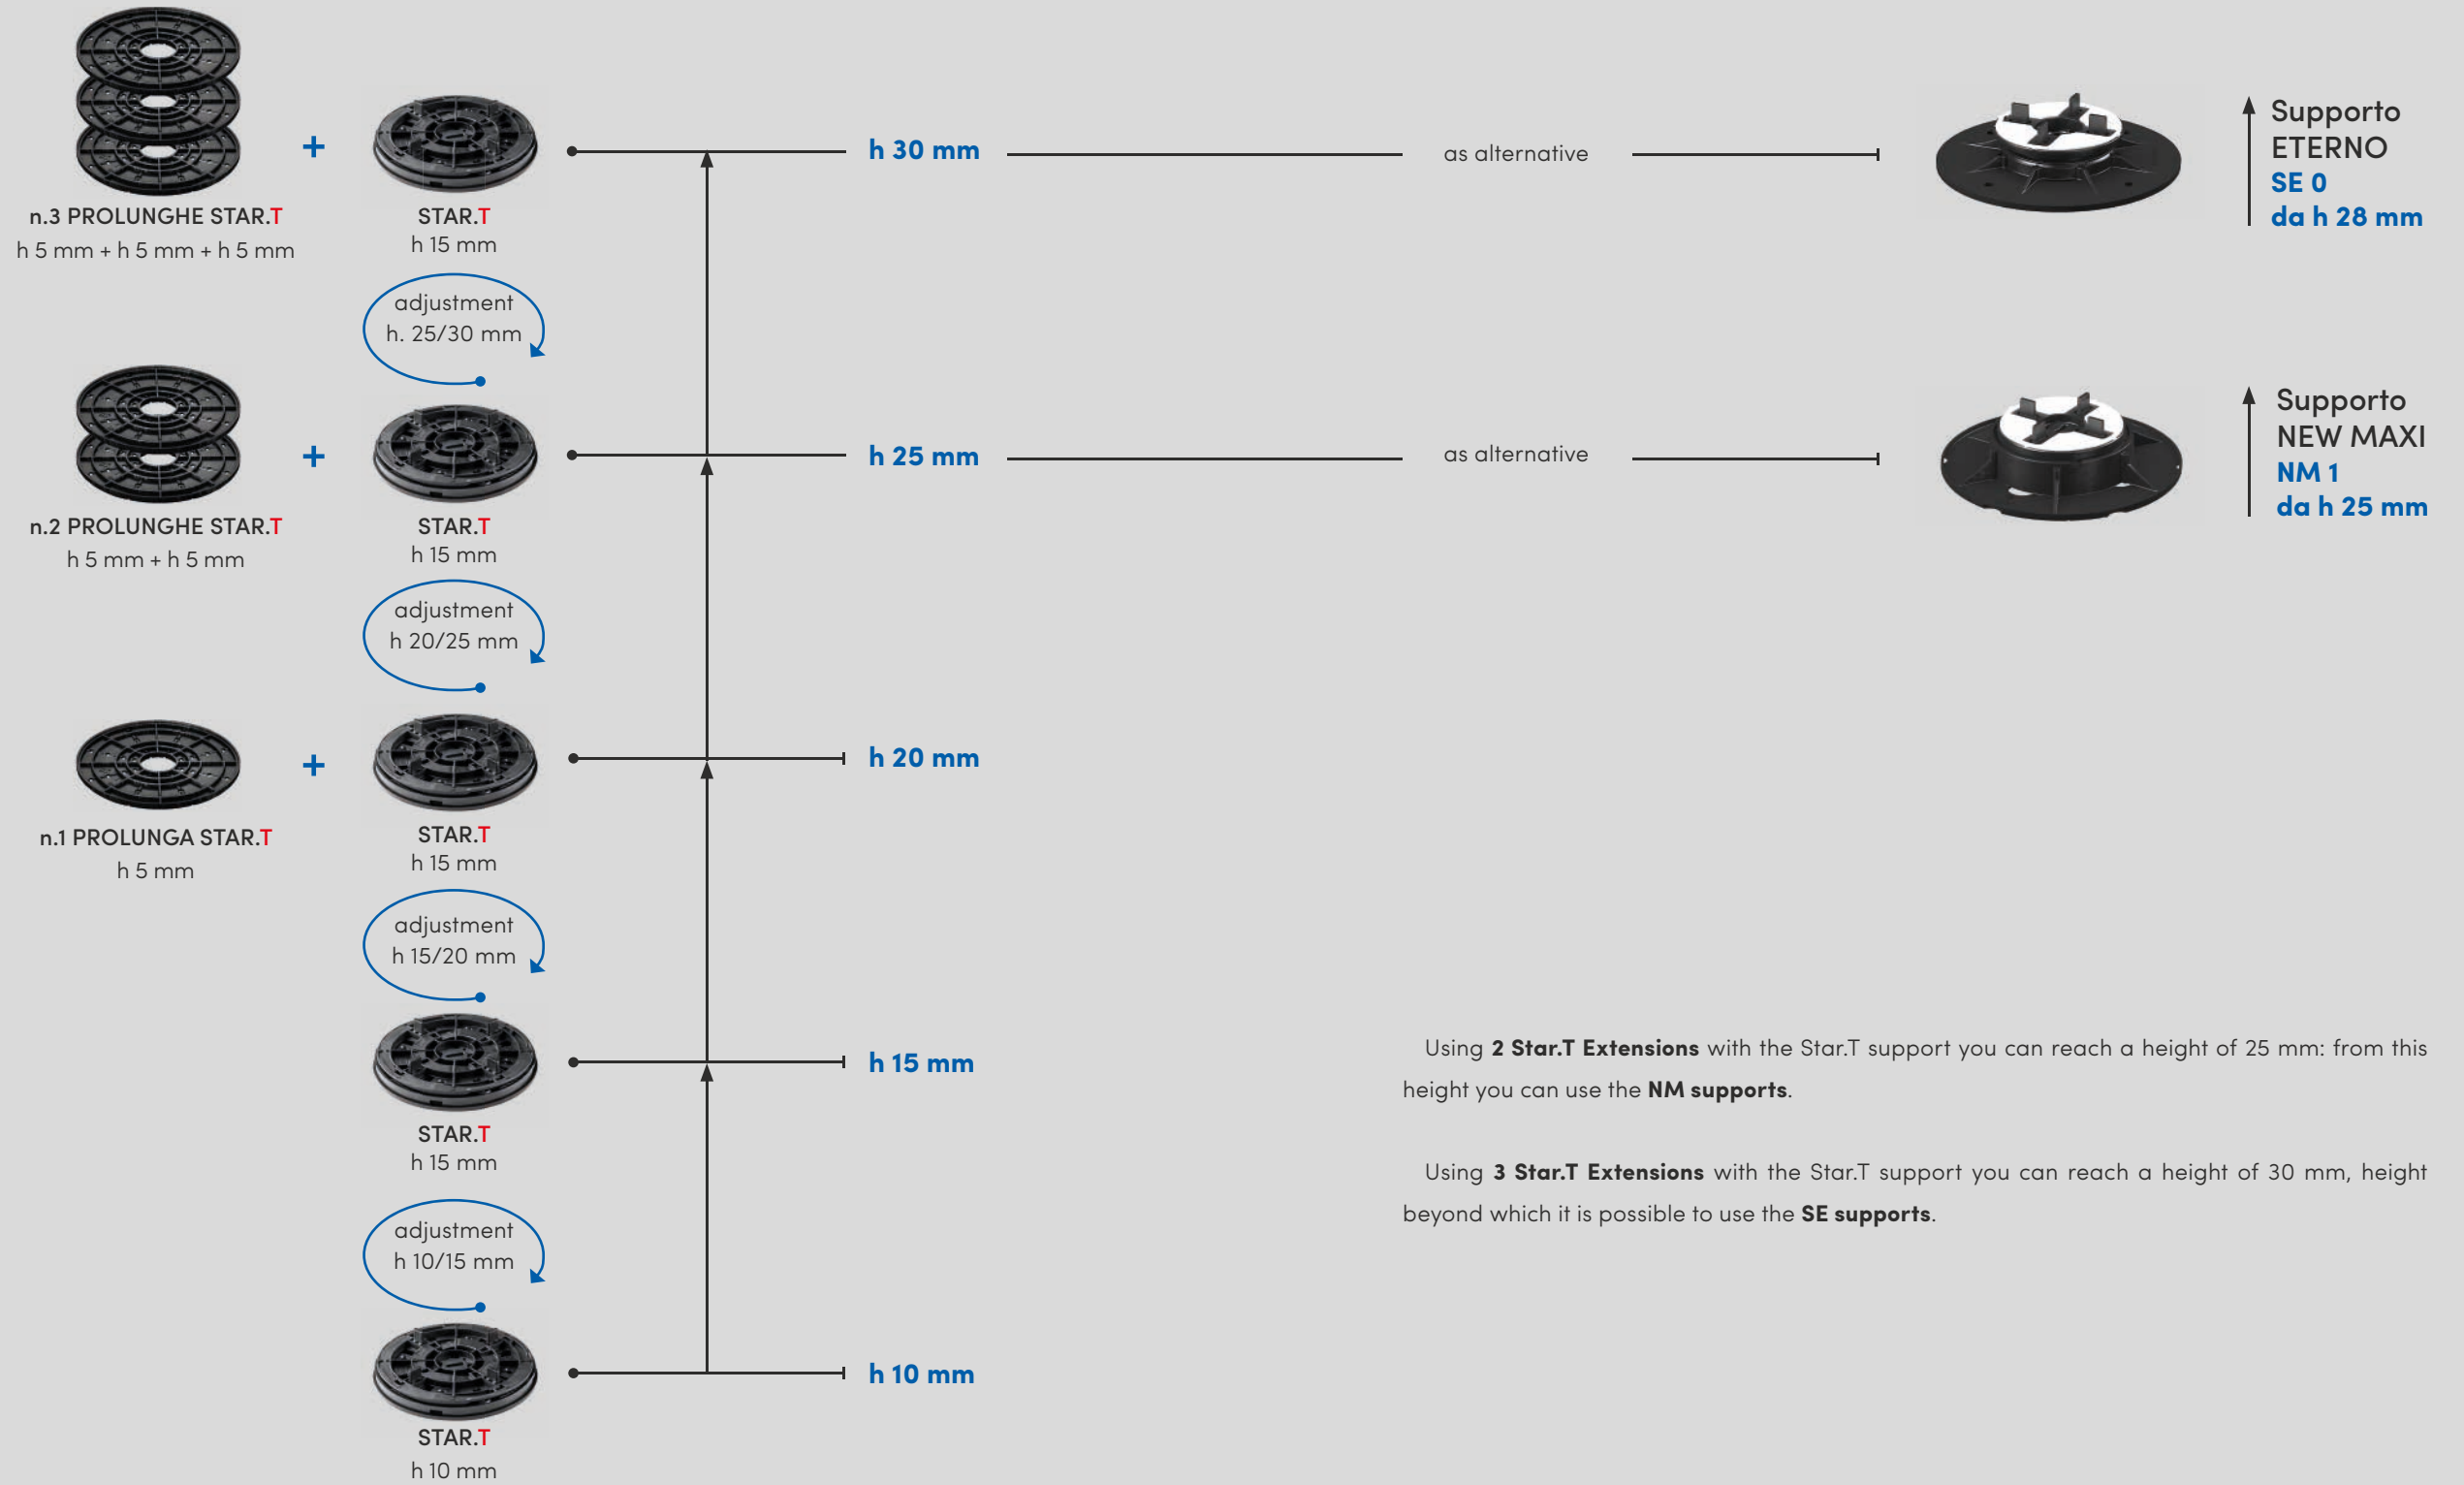 n.3 PROLUNGHE STAR.T
h 5 mm + h 5 mm + h 5 mm
+
STAR.T
h 15 mm
h 30 mm
as alternative
Supporto
ETERNO
SE 0
da h 28 mm
adjustment
h. 25/30 mm
n.2 PROLUNGHE STAR.T
h 5 mm + h 5 mm
+
STAR.T
h 15 mm
h 25 mm
as alternative
Supporto
NEW MAXI
NM 1
da h 25 mm
adjustment
h 20/25 mm
n.1 PROLUNGA STAR.T
h 5 mm
+
STAR.T
h 15 mm
h 20 mm
adjustment
h 15/20 mm
STAR.T
h 15 mm
h 15 mm
adjustment
h 10/15 mm
STAR.T
h 10 mm
h 10 mm
Using 2 Star.T Extensions with the Star.T support you can reach a height of 25 mm: from this
height you can use the NM supports.
Using 3 Star.T Extensions with the Star.T support you can reach a height of 30 mm, height
beyond which it is possible to use the SE supports.